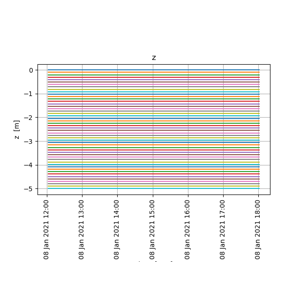 z
0
−1
−2
−3
−4
−5
z [m]
08 Jan 2021 12:00
08 Jan 2021 13:00
08 Jan 2021 14:00
08 Jan 2021 15:00
08 Jan 2021 16:00
08 Jan 2021 17:00
08 Jan 2021 18:00